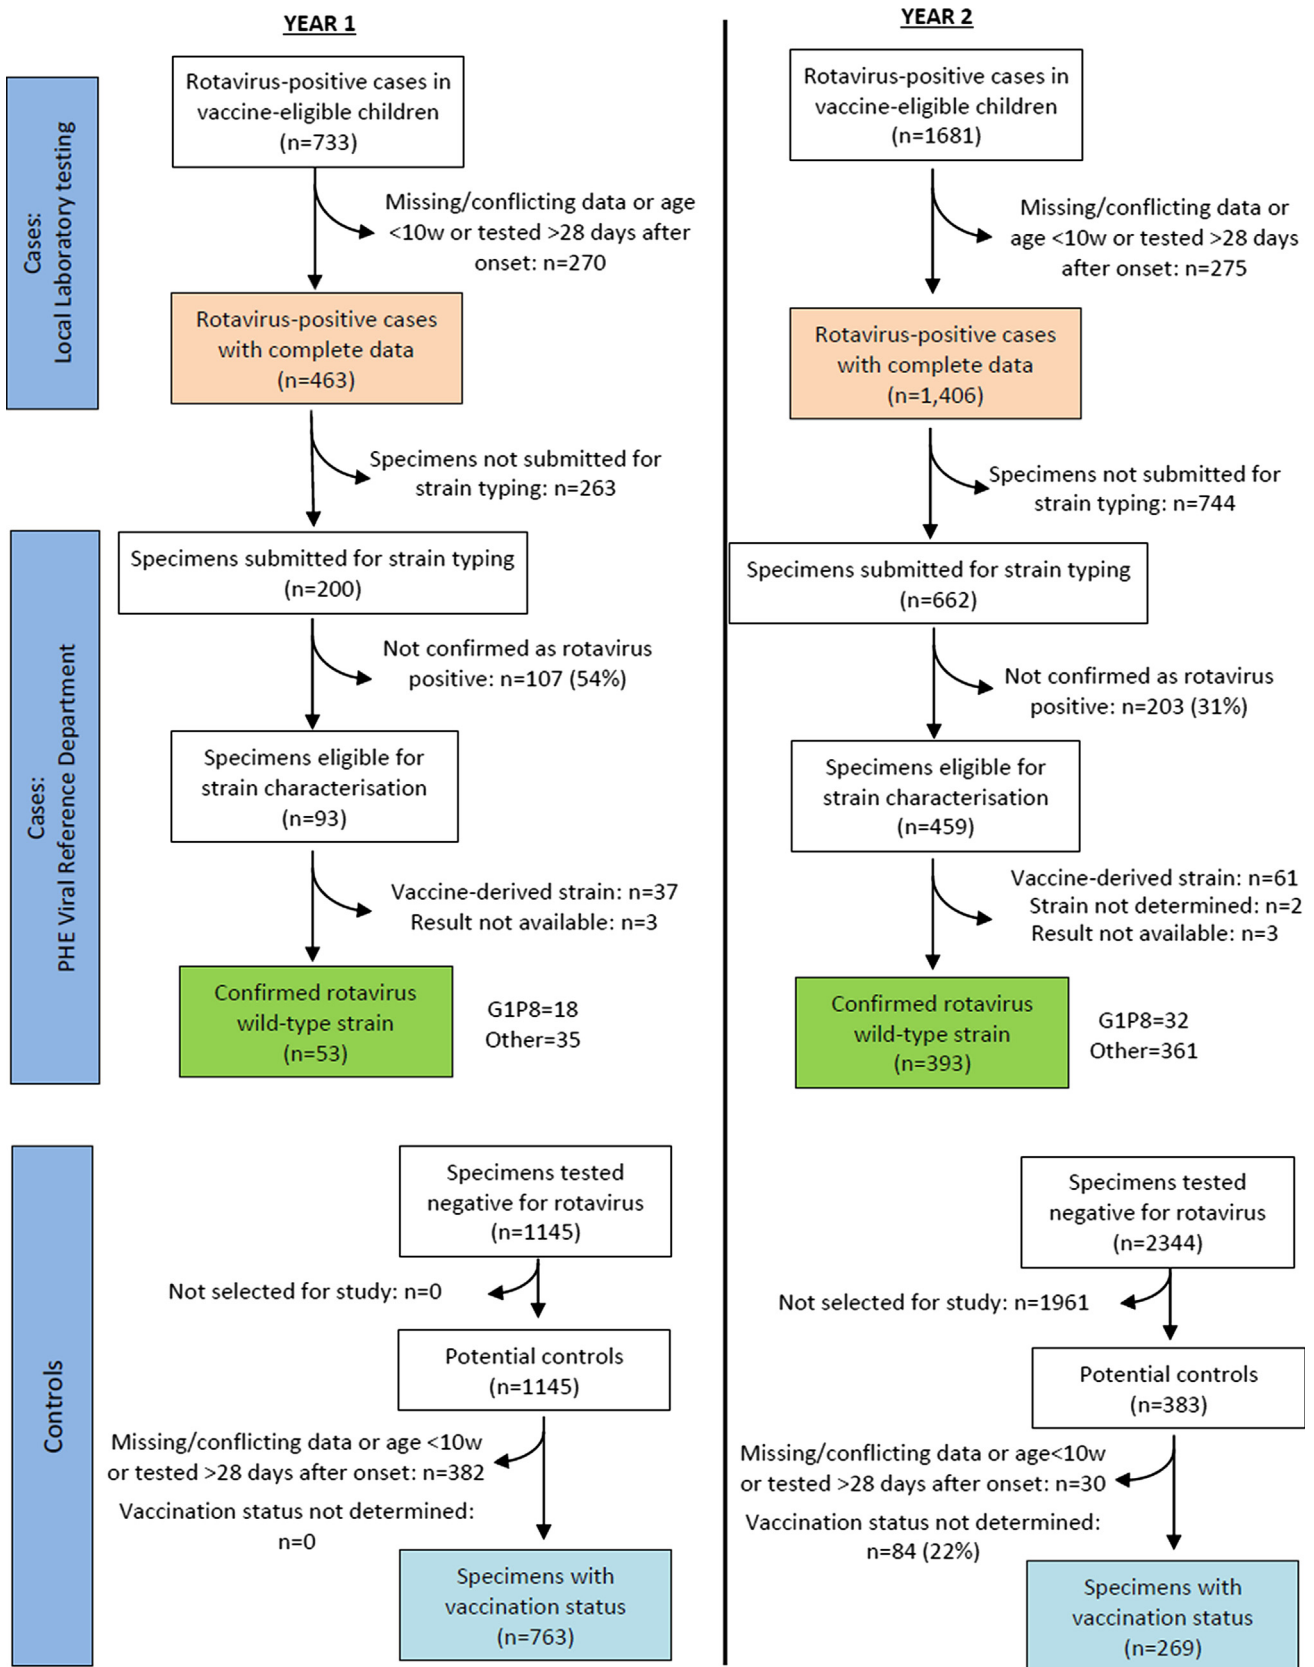 YEAR 1
Cases:
Local Laboratory testing
Rotavirus-positive cases in
vaccine-eligible children
(n=733)
Missing/conflicting data or age
<10w or tested >28 days after
onset: n=270
Rotavirus-positive cases
with complete data
(n=463)
Specimens not submitted for
strain typing: n=263
Cases:
PHE Viral Reference Department
Specimens submitted for strain typing
(n=200)
Not confirmed as rotavirus
positive: n=107 (54%)
Specimens eligible for
strain characterisation
(n=93)
Vaccine-derived strain: n=37
Result not available: n=3
Confirmed rotavirus
wild-type strain
(n=53)
G1P8=18
Other=35
Controls
Specimens tested
negative for rotavirus
(n=1145)
Not selected for study: n=0
Potential controls
(n=1145)
Missing/conflicting data or age <10w
or tested >28 days after onset: n=382
Vaccination status not determined:
n=0
Specimens with
vaccination status
(n=763)
YEAR 2
Rotavirus-positive cases in
vaccine-eligible children
(n=1681)
Missing/conflicting data or
age <10w or tested >28 days
after onset: n=275
Rotavirus-positive cases
with complete data
(n=1,406)
Specimens not submitted for
strain typing: n=744
Specimens submitted for strain typing
(n=662)
Not confirmed as rotavirus
positive: n=203 (31%)
Specimens eligible for
strain characterisation
(n=459)
Vaccine-derived strain: n=61
Strain not determined: n=2
Result not available: n=3
Confirmed rotavirus
wild-type strain
(n=393)
G1P8=32
Other=361
Specimens tested
negative for rotavirus
(n=2344)
Not selected for study: n=1961
Potential controls
(n=383)
Missing/conflicting data or age<10w
or tested >28 days after onset: n=30
Vaccination status not determined:
n=84 (22%)
Specimens with
vaccination status
(n=269)